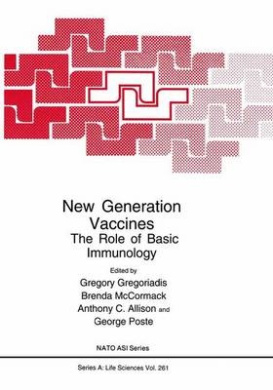 New Generation
Vaccines
The Role of Basic
Immunology
Edited by
Gregory Gregoriadis
Brenda McCormack
Anthony C. Allison and
George Poste
NATO ASI Series
Series A: Life Sciences Vol. 261